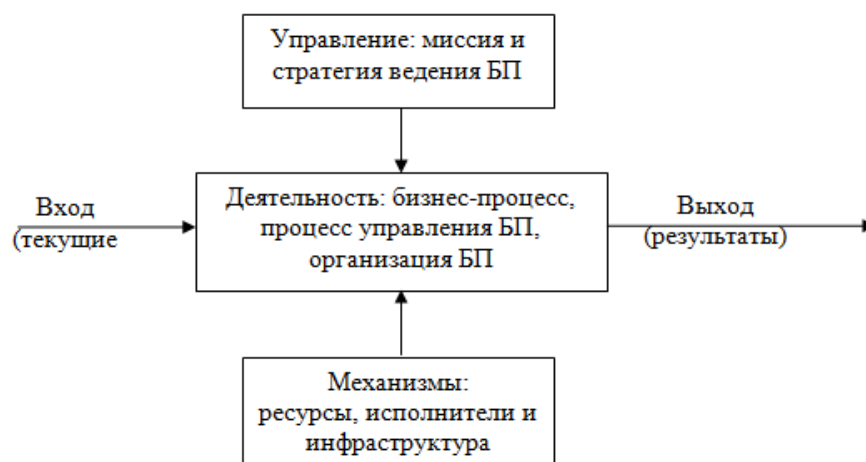 Управление: миссия и
стратегия ведения БП
Деятельность: бизнес-процесс,
процесс управления БП,
организация БП
Вход
(текущие
Выход
(результаты)
Механизмы:
ресурсы, исполнители и
инфраструктура